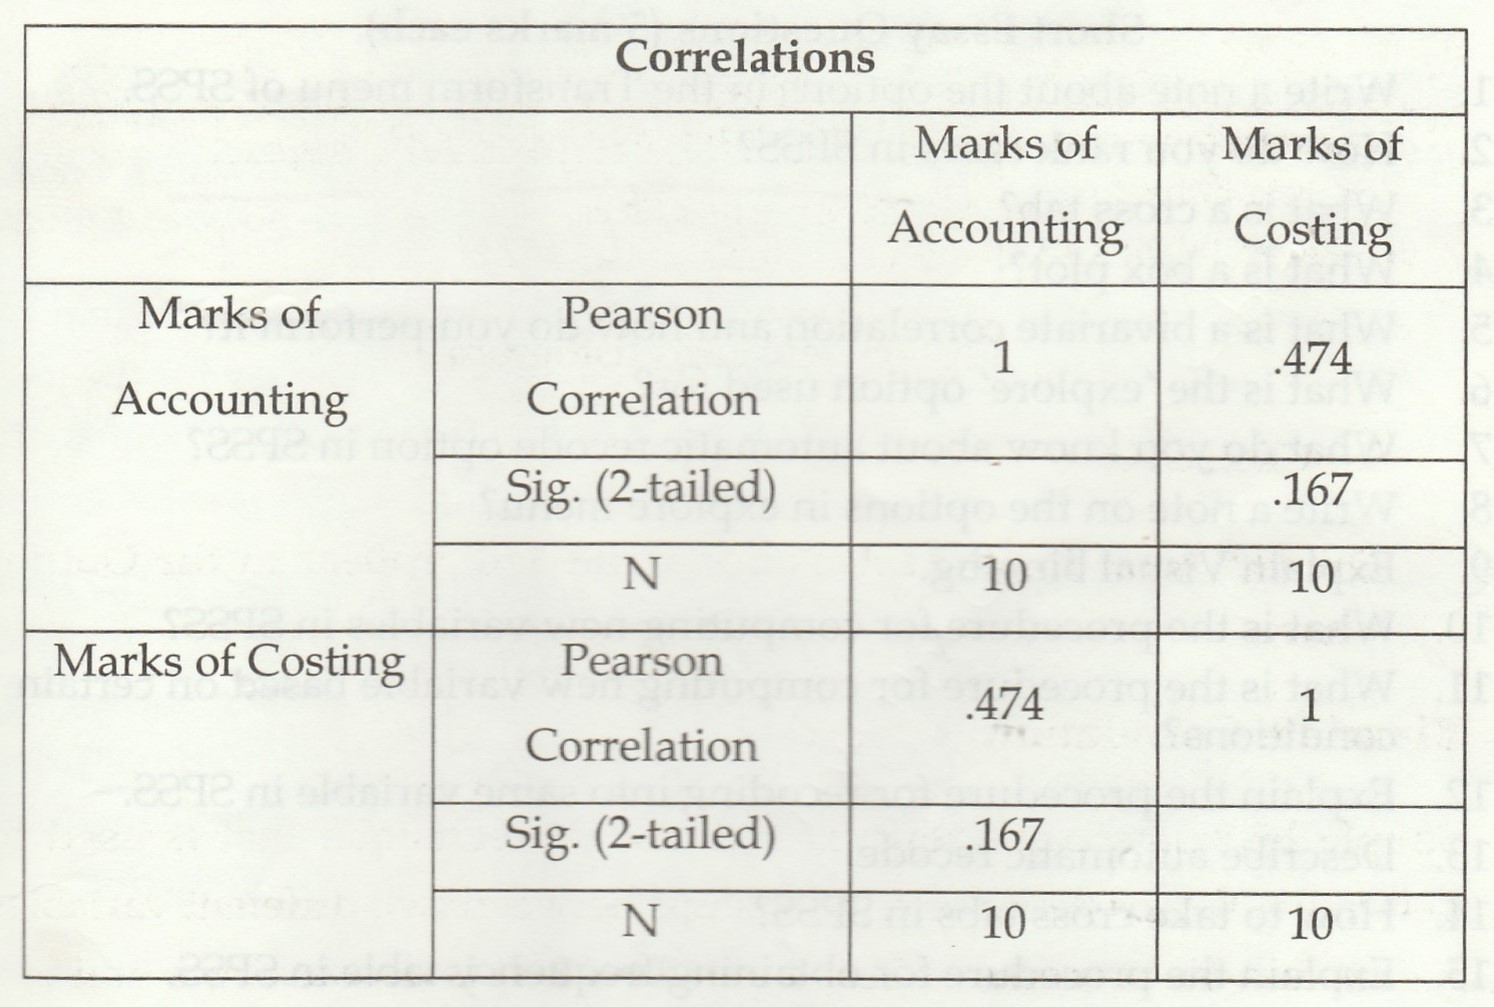 Correlations
Marks of Marks of
Accounting Costing
Marks of Pearson
1 .474
Accounting Correlation
Sig. (2-tailed) .167
N 10 10
Marks of Costing Pearson
.474 1
Correlation
Sig. (2-tailed) .167
N 10 10